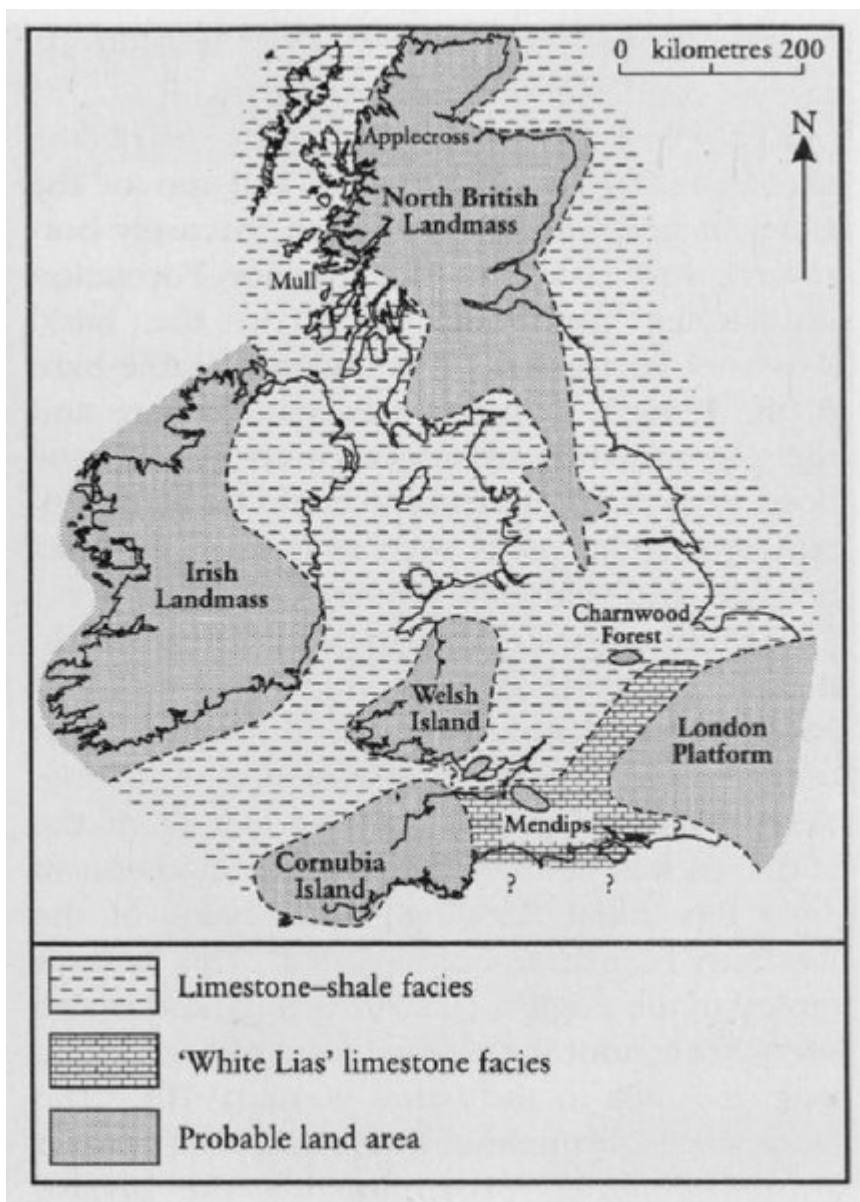 0 kilometres 200
N
Applecross
North British
Landmass
Mull
Irish
Landmass
Charnwood
Forest
Welsh
Island
London
Platform
Mendips
?
Cornubia
Island
? ?
Limestone–shale facies
'White Lias' limestone facies
Probable land area